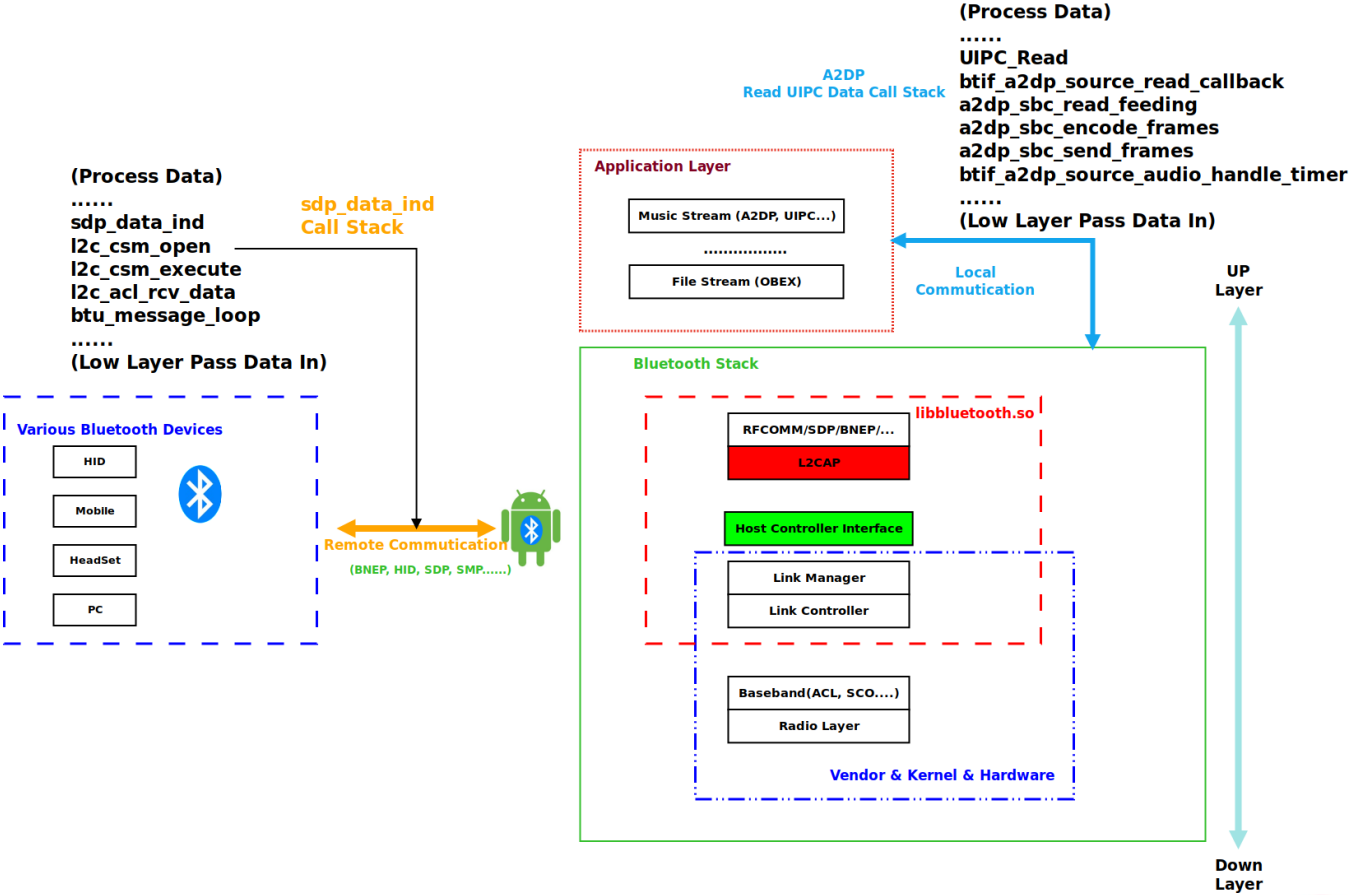 (Process Data)
......
UIPC_Read
btif_a2dp_source_read_callback
a2dp_sbc_read_feeding
a2dp_sbc_encode_frames
a2dp_sbc_send_frames
btif_a2dp_source_audio_handle_timer
......
(Low Layer Pass Data In)
A2DP
Read UIPC Data Call Stack
(Process Data)
......
sdp_data_ind
l2c_csm_open
l2c_csm_execute
l2c_acl_rcv_data
btu_message_loop
......
(Low Layer Pass Data In)
sdp_data_ind
Call Stack
Application Layer
Music Stream (A2DP, UIPC...)
.................
File Stream (OBEX)
Local
Commutication
UP
Layer
Various Bluetooth Devices
HID
Mobile
HeadSet
PC
Remote Commutication
(BNEP, HID, SDP, SMP......)
Bluetooth Stack
libbluetooth.so
RFCOMM/SDP/BNEP/...
L2CAP
Host Controller Interface
Link Manager
Link Controller
Baseband(ACL, SCO....)
Radio Layer
Vendor & Kernel & Hardware
Down
Layer